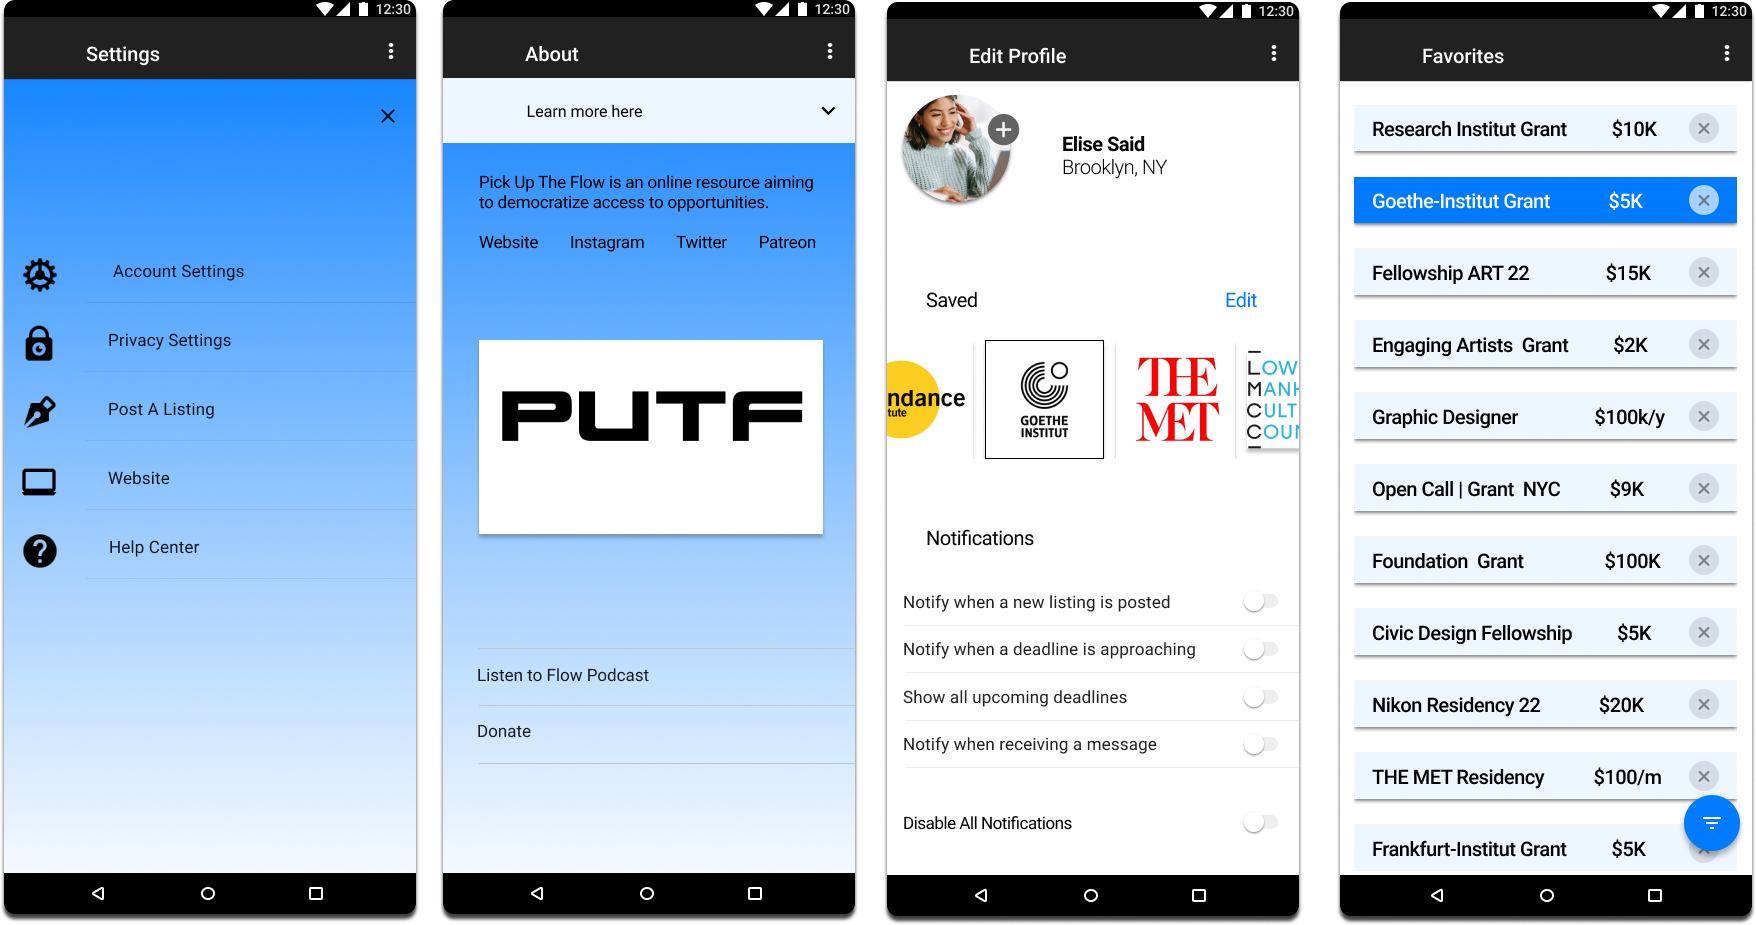 12:30
Settings
Account Settings
Privacy Settings
Post A Listing
Website
Help Center
12:30
About
Learn more here
Pick Up The Flow is an online resource aiming
to democratize access to opportunities.
Website Instagram Twitter Patreon
PUTF
Listen to Flow Podcast
Donate
12:30
Edit Profile
Elise Said
Brooklyn, NY
Saved Edit
ndance
tute
GOETHE
INSTITUT
THE
MET
LOW
MANH
CULT
COUN
Notifications
Notify when a new listing is posted
Notify when a deadline is approaching
Show all upcoming deadlines
Notify when receiving a message
Disable All Notifications
12:30
Favorites
Research Institut Grant $10K
Goethe-Institut Grant $5K
Fellowship ART 22 $15K
Engaging Artists Grant $2K
Graphic Designer $100k/y
Open Call | Grant NYC $9K
Foundation Grant $100K
Civic Design Fellowship $5K
Nikon Residency 22 $20K
THE MET Residency $100/m
Frankfurt-Institut Grant $5K